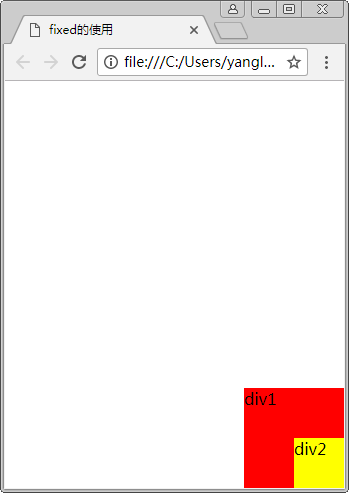 fixed的使用
file:///C:/Users/yangl...
div1
div2